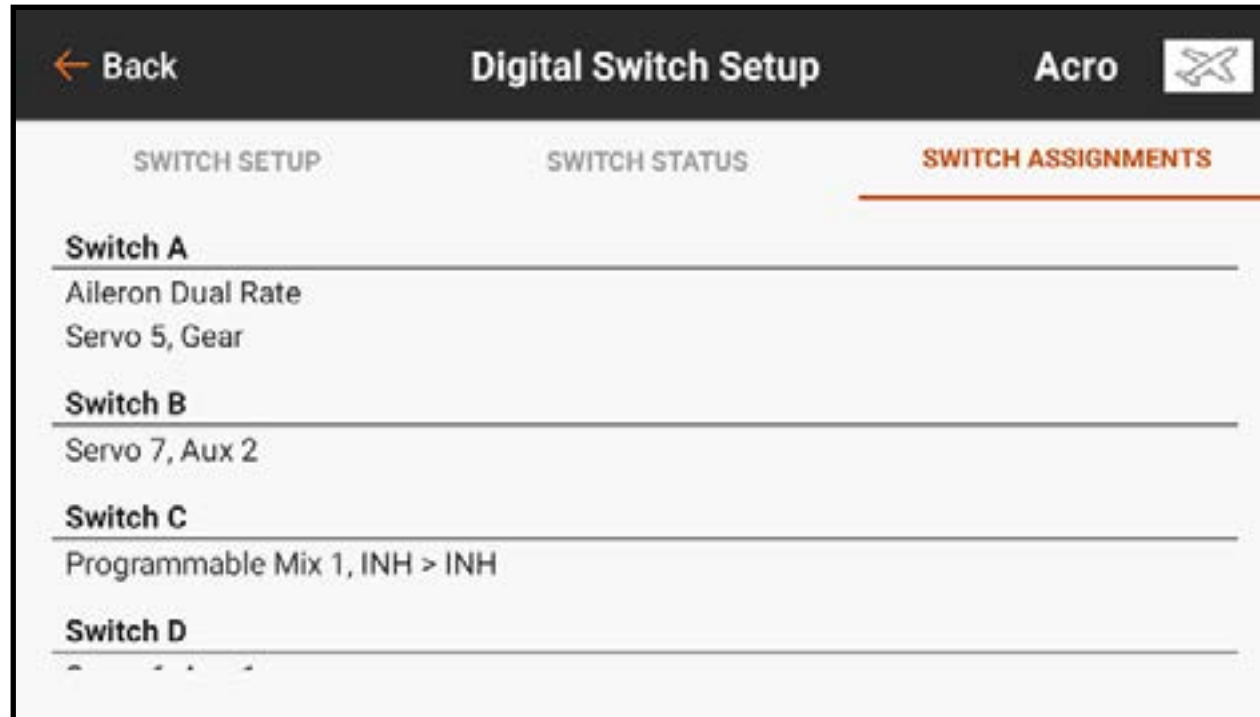 Back
Digital Switch Setup
Acro
SWITCH SETUP
SWITCH STATUS
SWITCH ASSIGNMENTS
Switch A
Aileron Dual Rate
Servo 5, Gear
Switch B
Servo 7, Aux 2
Switch C
Programmable Mix 1, INH > INH
Switch D